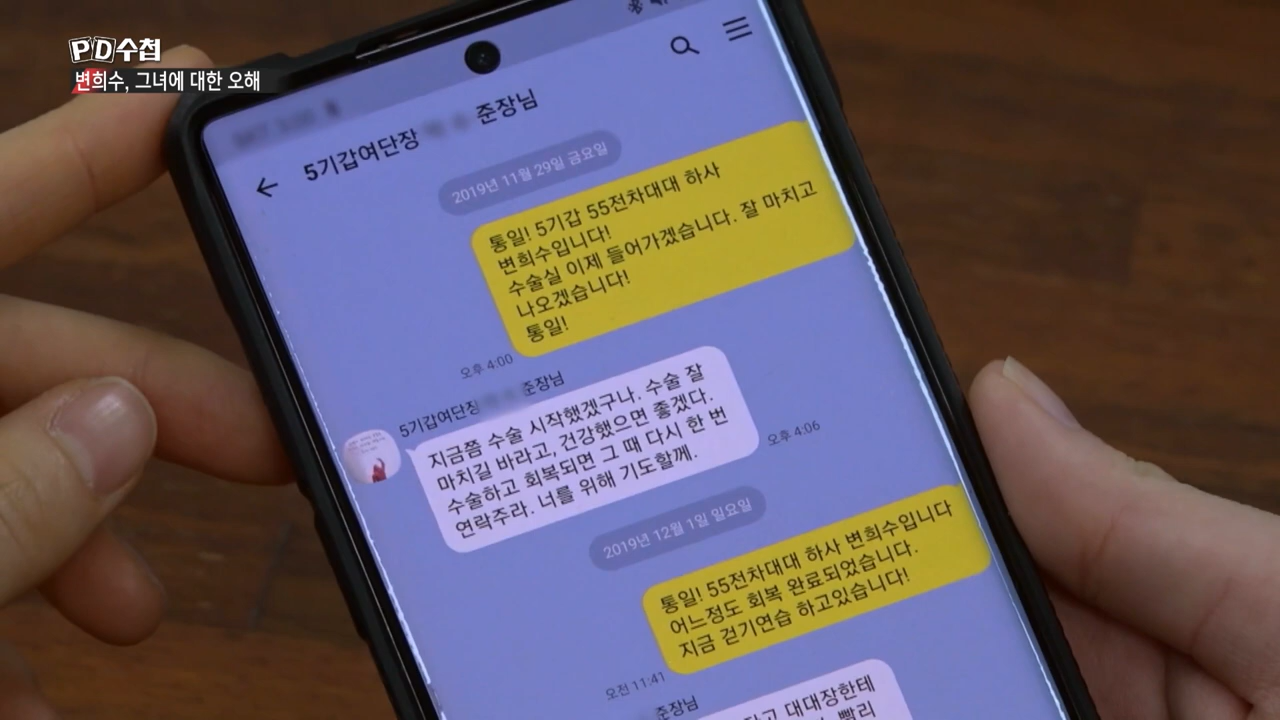 PD수첩
변희수, 그녀에 대한 오해
5기갑여단장 준장님
2019년 11월 29일 금요일
통일! 5기갑 55전차대대 하사
변희수입니다!
수술실 이제 들어가겠습니다. 잘 마치고
나오겠습니다!
통일!
오후 4:00
5기갑여단장 준장님
지금쯤 수술 시작했겠구나. 수술 잘
마치길 바라고, 건강했으면 좋겠다.
수술하고 회복되면 그 때 다시 한 번
연락주라. 너를 위해 기도할께.
오후 4:06
2019년 12월 1일 일요일
통일! 55전차대대 하사 변희수입니다
어느정도 회복 완료되었습니다.
지금 걷기연습 하고있습니다!
오전 11:41
준장님
대대장한테
빨리